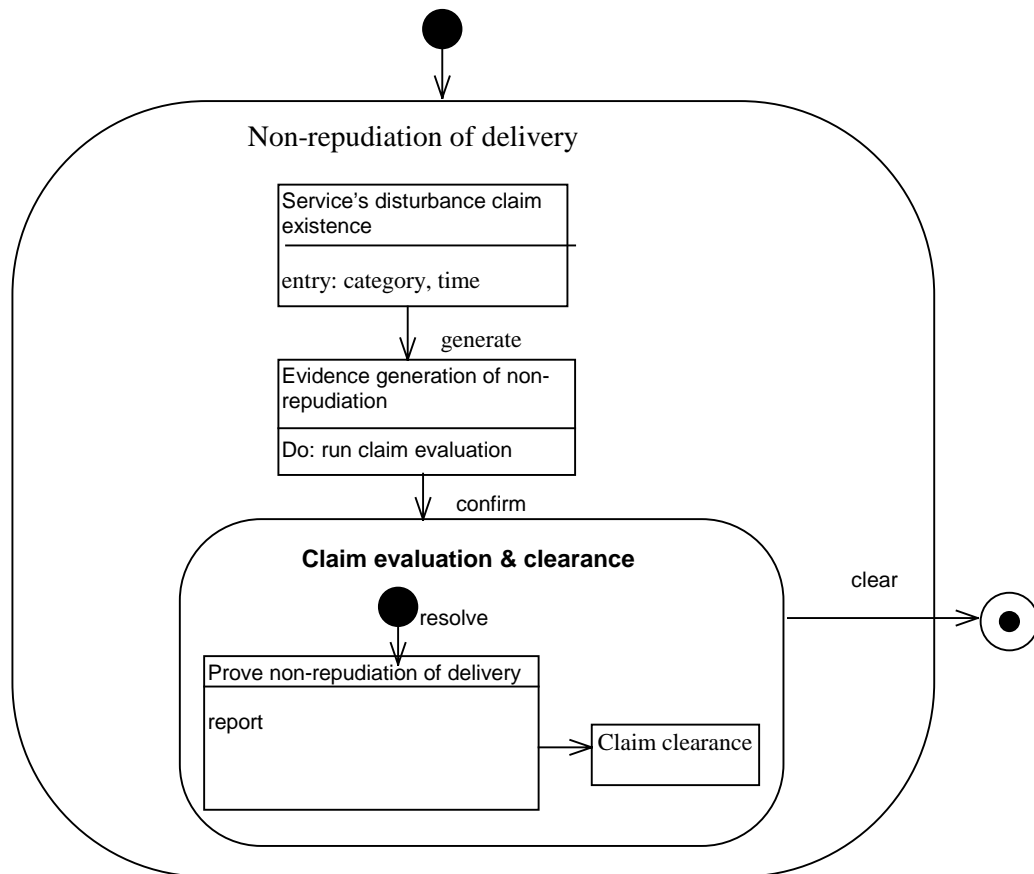 Non-repudiation of delivery
Service's disturbance claim
existence
entry: category, time
generate
Evidence generation of non-
repudiation
Do: run claim evaluation
confirm
Claim evaluation & clearance
clear
resolve
Prove non-repudiation of delivery
report
Claim clearance